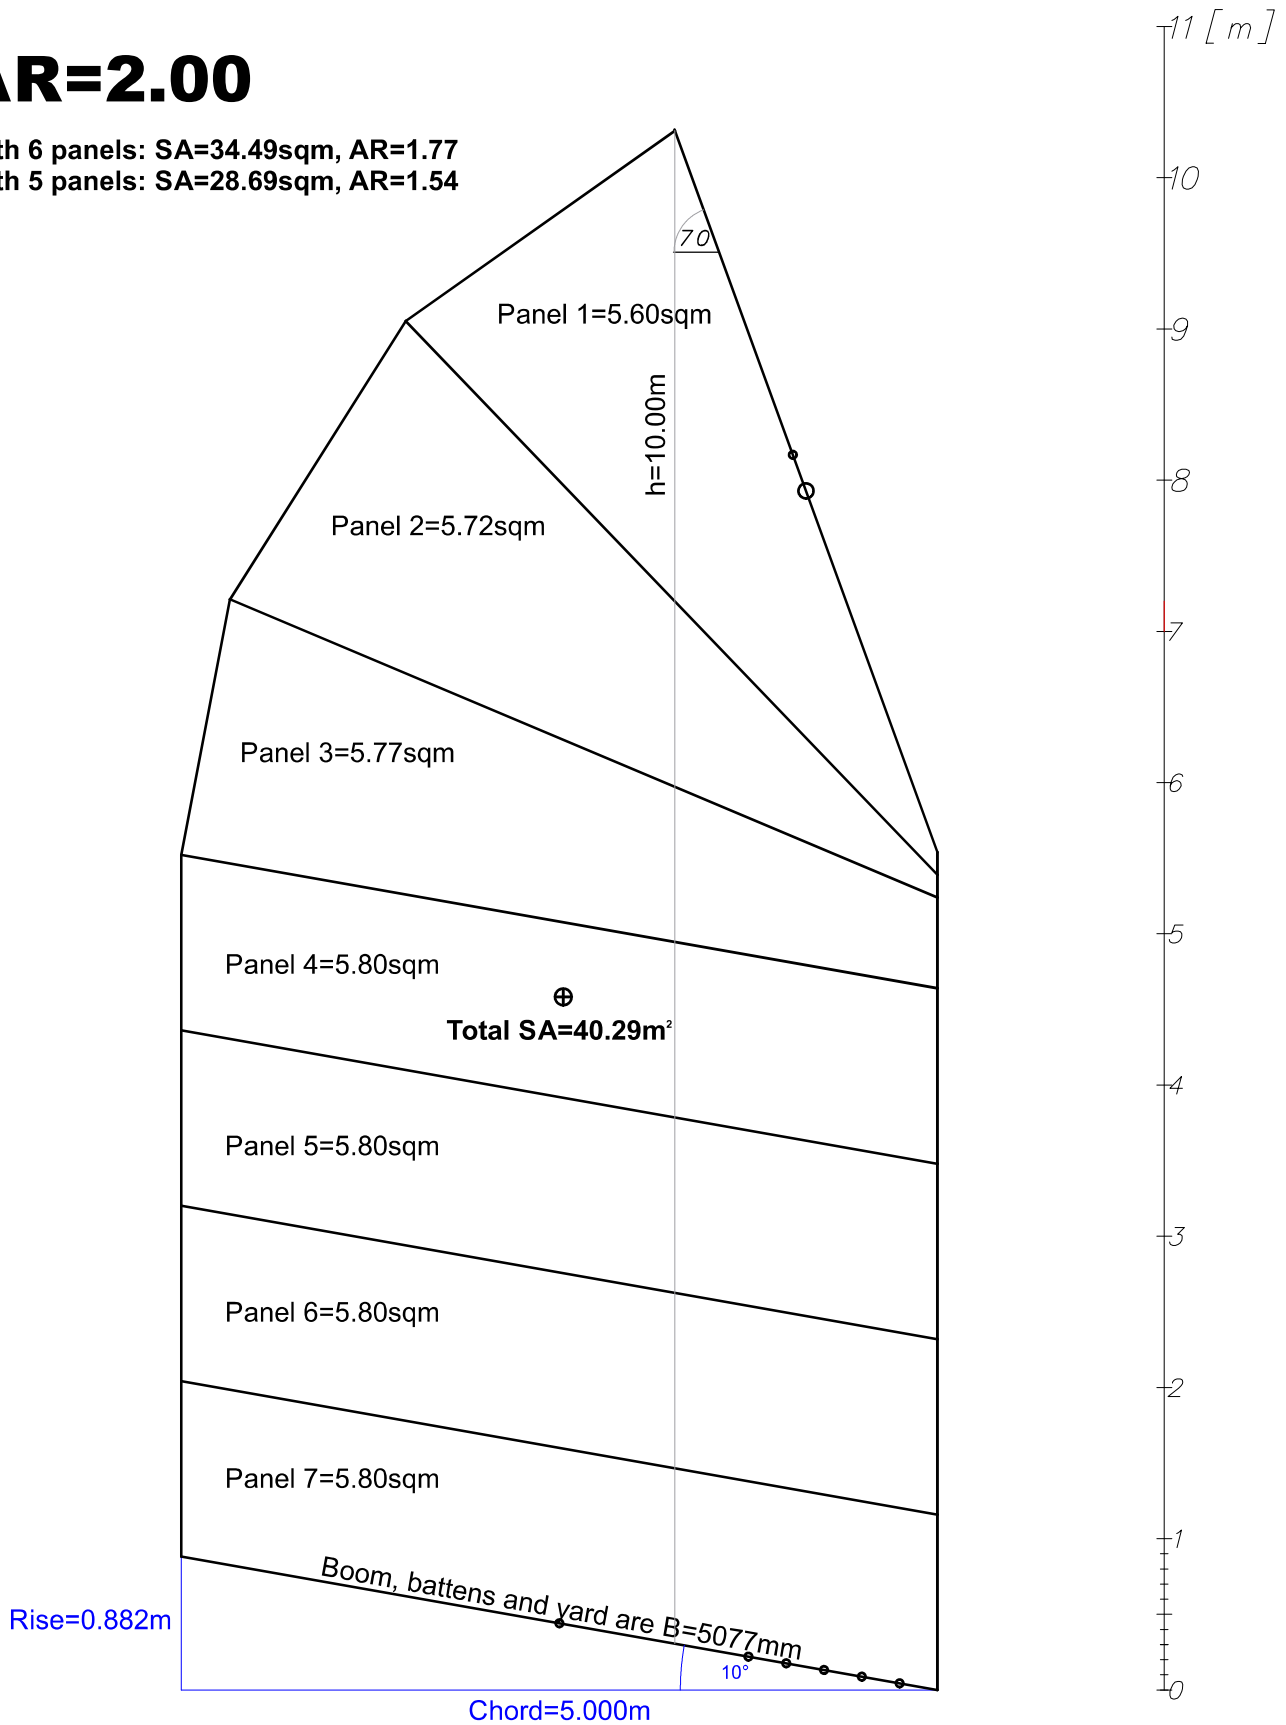 11 [m]
AR=2.00
th 6 panels: SA=34.49sqm, AR=1.77
th 5 panels: SA=28.69sqm, AR=1.54
10
70
Panel 1=5.60sqm
9
h=10.00m
8
Panel 2=5.72sqm
7
Panel 3=5.77sqm
6
5
Panel 4=5.80sqm
Total SA=40.29m²
4
Panel 5=5.80sqm
3
Panel 6=5.80sqm
2
Panel 7=5.80sqm
1
Boom, battens and yard are B=5077mm
Rise=0.882m
10°
0
Chord=5.000m